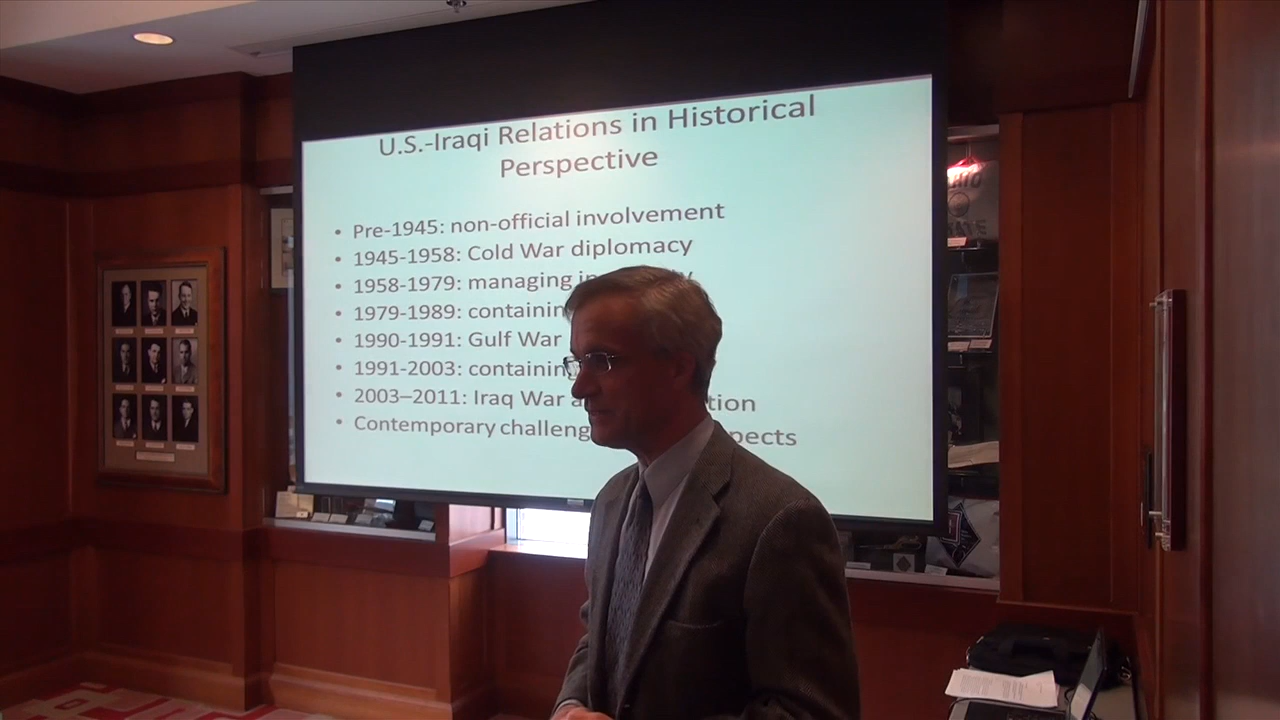 U.S.-Iraqi Relations in Historical
Perspective
• Pre-1945: non-official involvement
• 1945-1958: Cold War diplomacy
• 1958-1979: managing
• 1979-1989:
• 1990-1991: Gulf War
• 1991-2003:
• 2003–2011: Iraq War
• Contemporary